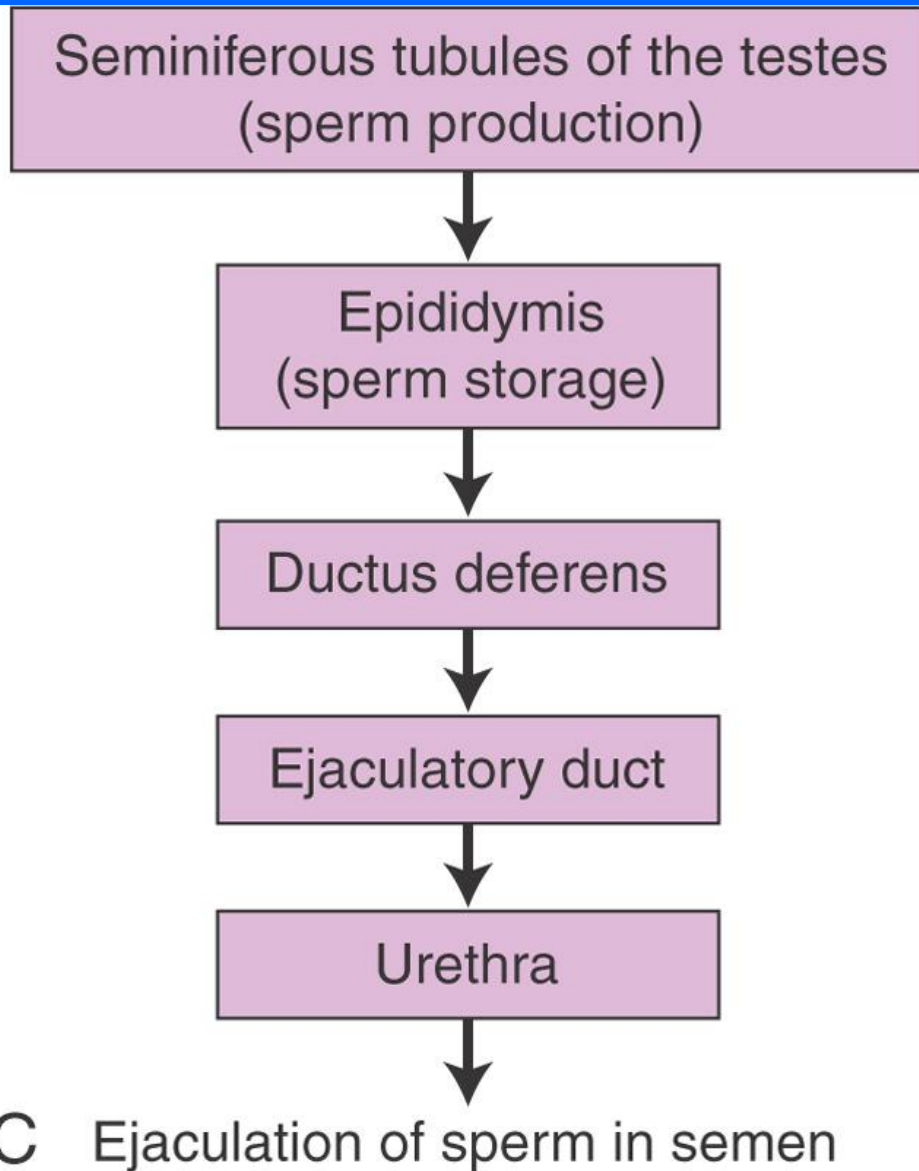 Seminiferous tubules of the testes
(sperm production)
Epididymis
(sperm storage)
Ductus deferens
Ejaculatory duct
Urethra
C Ejaculation of sperm in semen